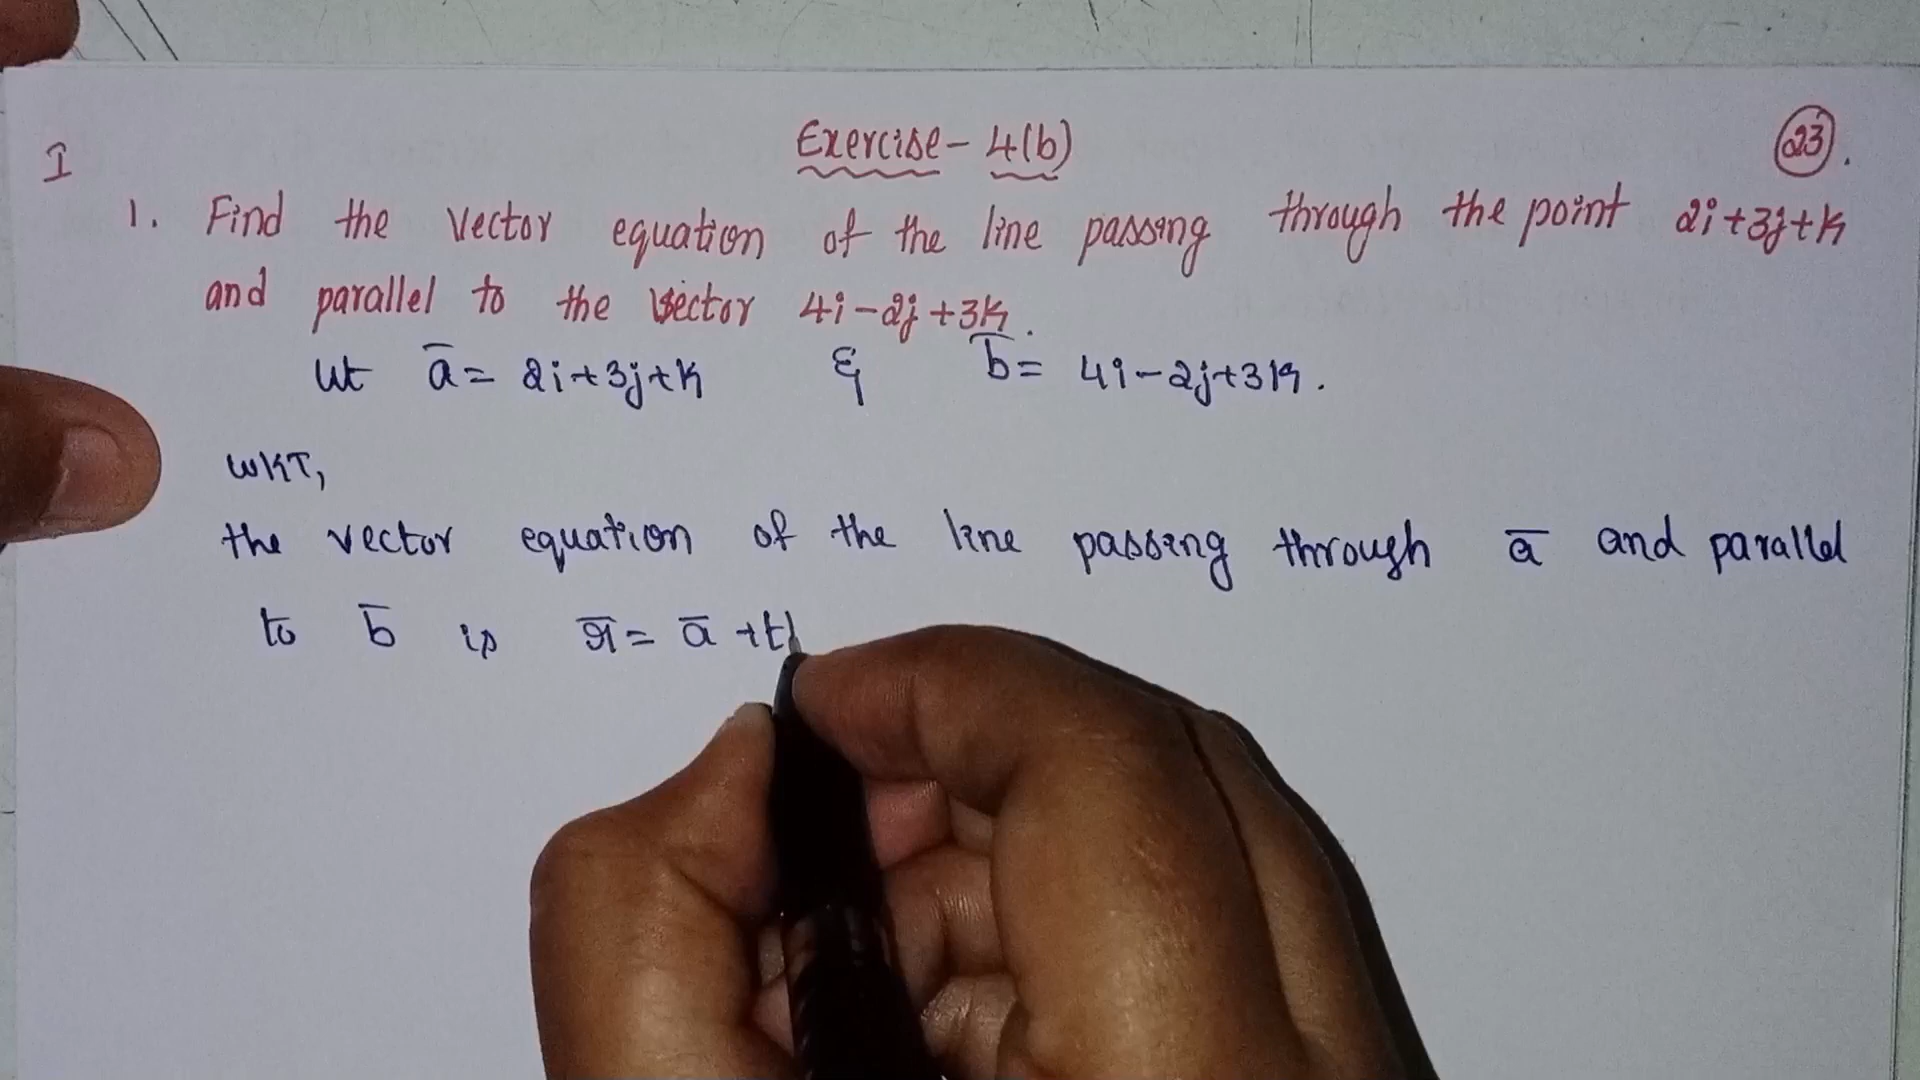 Exercise - 4(b)
23.
I
1. Find the vector equation of the line passing through the point 2i+3j+k
and parallel to the vector 4i-2j+3k.
Let a̅ = 2i+3j+k & b̅ = 4i-2j+3k.
WKT,
the vector equation of the line passing through a̅ and parallel
to b̅ is r̅ = a̅ +t